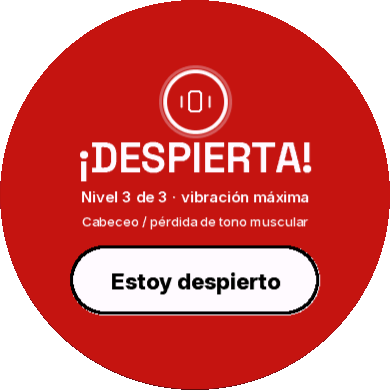 ¡DESPIERTA!
Nivel 3 de 3 · vibración máxima
Cabeceo / pérdida de tono muscular
Estoy despierto